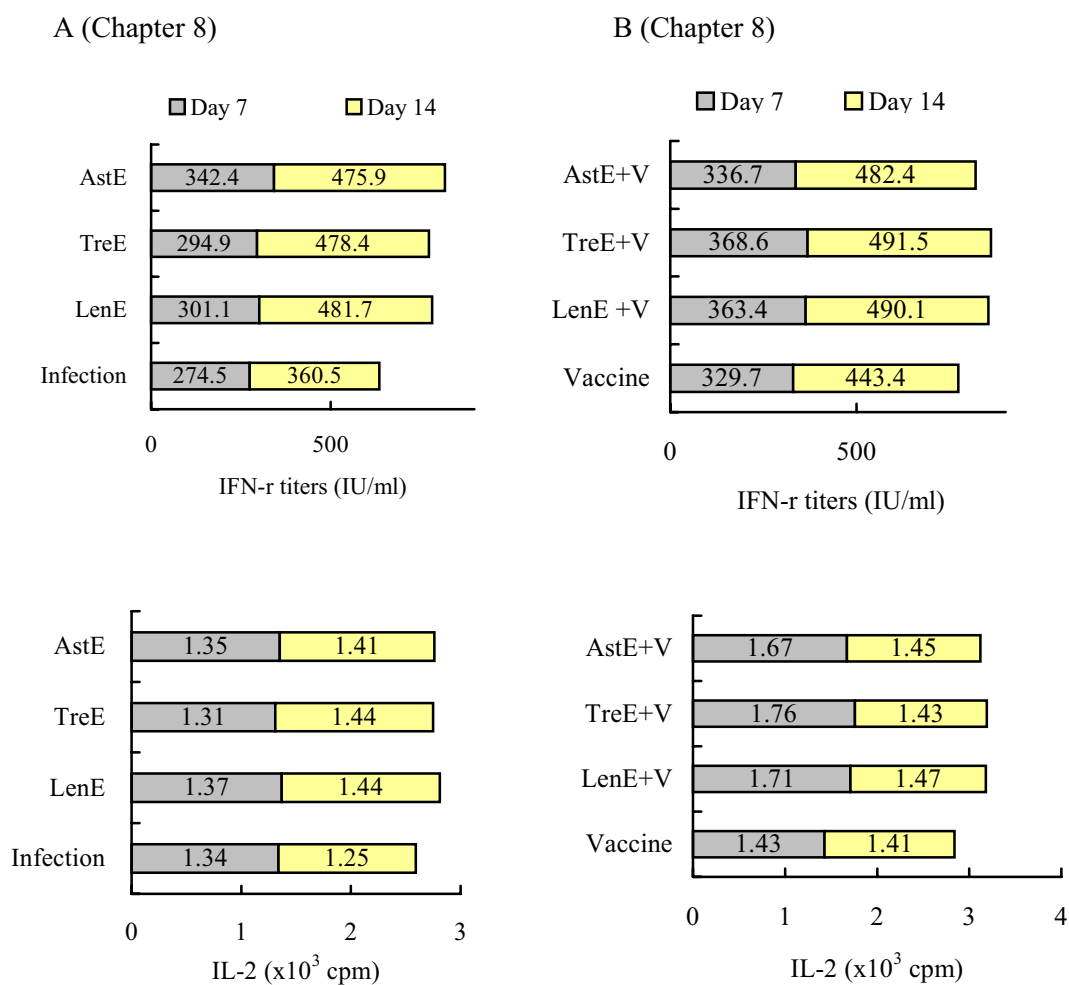 A (Chapter 8)
B (Chapter 8)
Day 7 Day 14
AstE 342.4 475.9
TreE 294.9 478.4
LenE 301.1 481.7
Infection 274.5 360.5
0 500
IFN-r titers (IU/ml)
Day 7 Day 14
AstE+V 336.7 482.4
TreE+V 368.6 491.5
LenE +V 363.4 490.1
Vaccine 329.7 443.4
0 500
IFN-r titers (IU/ml)
AstE 1.35 1.41
TreE 1.31 1.44
LenE 1.37 1.44
Infection 1.34 1.25
0 1 2 3
IL-2 (x10³ cpm)
AstE+V 1.67 1.45
TreE+V 1.76 1.43
LenE+V 1.71 1.47
Vaccine 1.43 1.41
0 1 2 3 4
IL-2 (x10³ cpm)